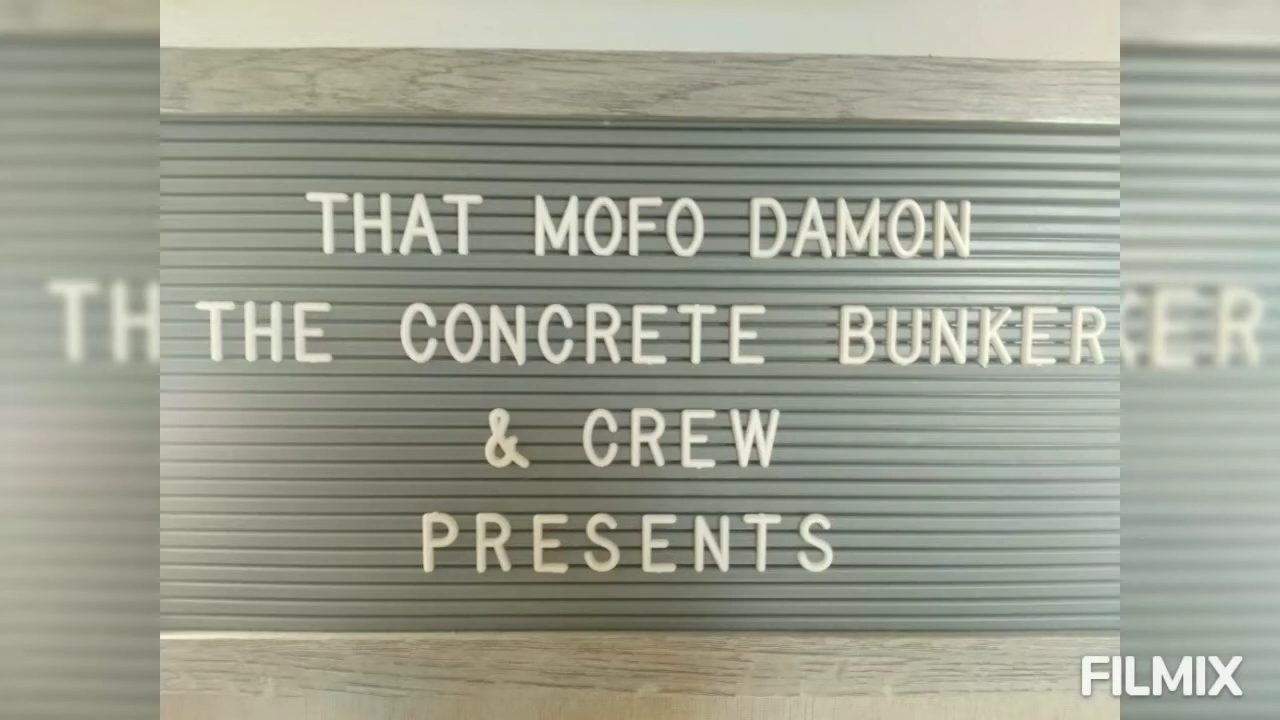 THAT MOFO DAMON
THE CONCRETE BUNKER
& CREW
PRESENTS
FILMIX